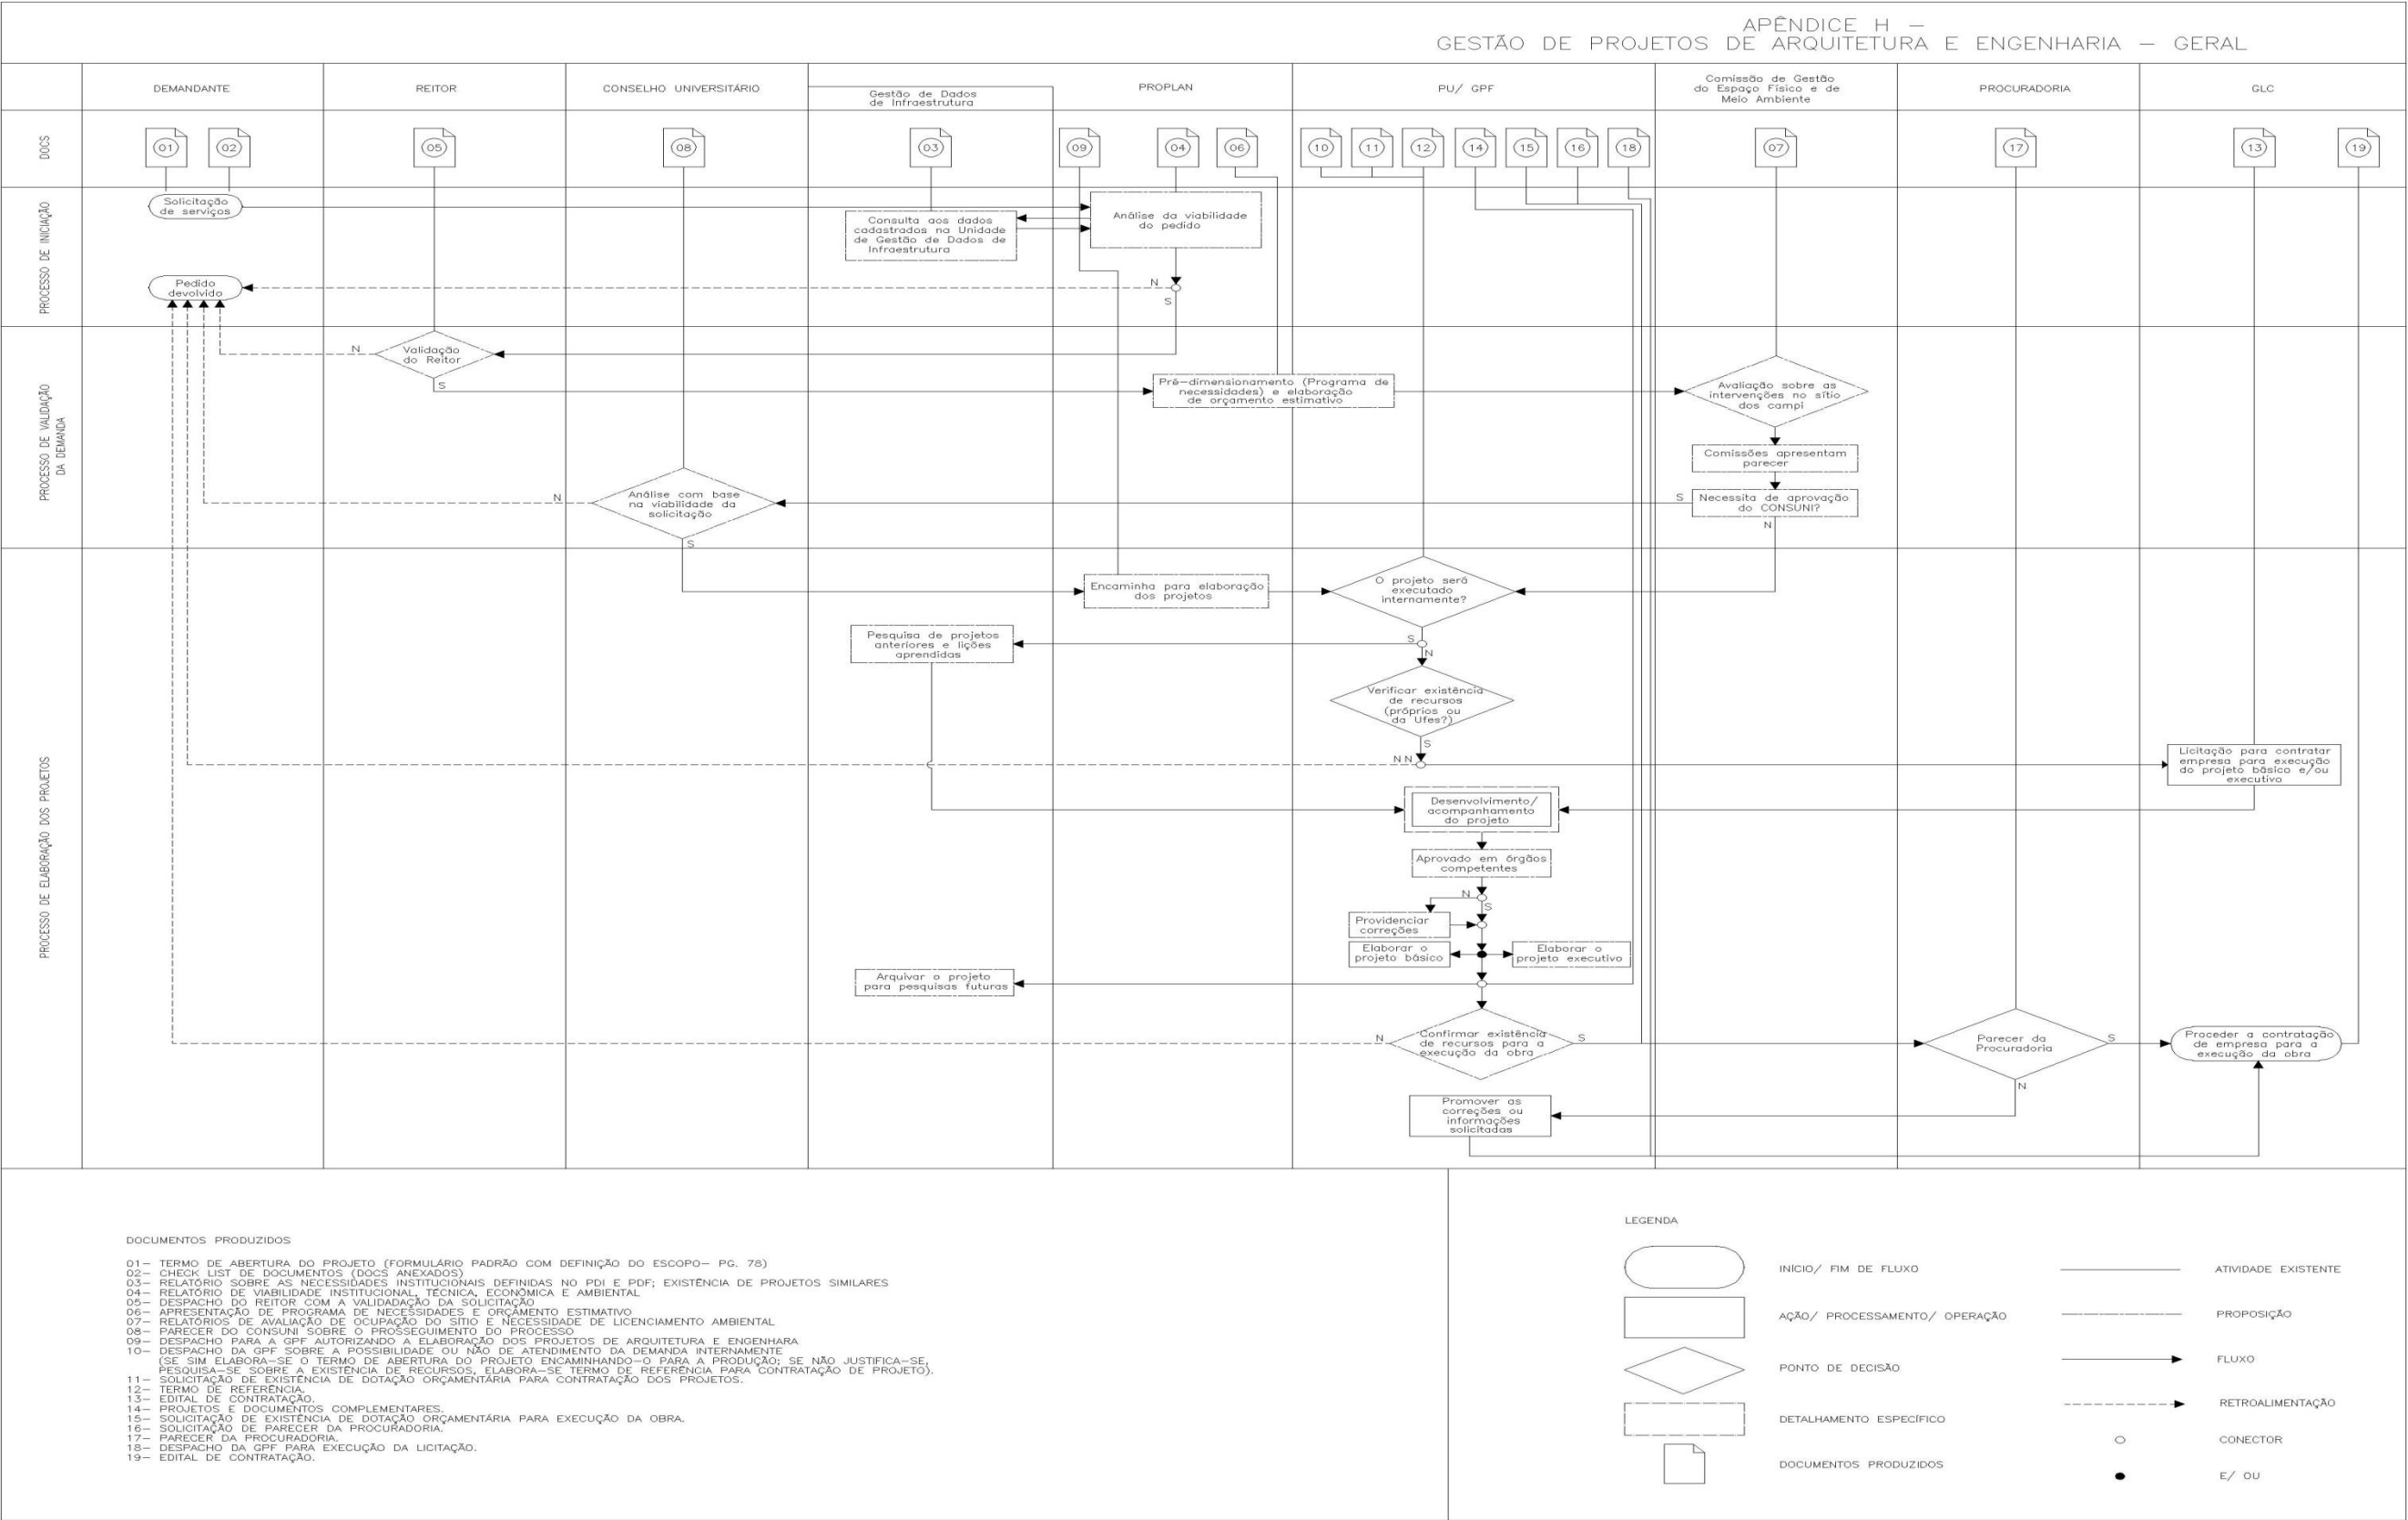 APÊNDICE H —
GESTÃO DE PROJETOS DE ARQUITETURA E ENGENHARIA — GERAL
DEMANDANTE
REITOR
CONSELHO UNIVERSITÁRIO
Gestão de Dados
de Infraestrutura
PROPLAN
PU/ GPF
Comissão de Gestão
do Espaço Físico e de
Meio Ambiente
PROCURADORIA
GLC
DOCS
01
02
05
08
03
09
04
06
10
11
12
14
15
16
18
07
17
13
19
PROCESSO DE INICIAÇÃO
Solicitação
de serviços
Consulta aos dados
cadastrados na Unidade
de Gestão de Dados de
Infraestrutura
Análise da viabilidade
do pedido
Pedido
devolvido
N
S
PROCESSO DE VALIDAÇÃO
DA DEMANDA
N
Validação
do Reitor
S
Pré—dimensionamento (Programa de
necessidades) e elaboração
de orçamento estimativo
Avaliação sobre as
intervenções no sítio
dos campi
Comissões apresentam
parecer
N
Análise com base
na viabilidade da
solicitação
S
S
Necessita de aprovação
do CONSUNI?
N
PROCESSO DE ELABORAÇÃO DOS PROJETOS
Encaminha para elaboração
dos projetos
O projeto será
executado
internamente?
Pesquisa de projetos
anteriores e lições
aprendidas
S
N
Verificar existência
de recursos
(próprios ou
da Ufes?)
S
NN
Licitação para contratar
empresa para execução
do projeto básico e/ou
executivo
Desenvolvimento/
acompanhamento
do projeto
Aprovado em órgãos
competentes
N
S
Providenciar
correções
Elaborar o
projeto básico
Elaborar o
projeto executivo
Arquivar o projeto
para pesquisas futuras
N
Confirmar existência
de recursos para a
execução da obra
S
Parecer da
Procuradoria
S
N
Proceder a contratação
de empresa para a
execução da obra
Promover as
correções ou
informações
solicitadas
DOCUMENTOS PRODUZIDOS
01— TERMO DE ABERTURA DO PROJETO (FORMULÁRIO PADRÃO COM DEFINIÇÃO DO ESCOPO— PG. 78)
02— CHECK LIST DE DOCUMENTOS (DOCS ANEXADOS)
03— RELATÓRIO SOBRE AS NECESSIDADES INSTITUCIONAIS DEFINIDAS NO PDI E PDF; EXISTÊNCIA DE PROJETOS SIMILARES
04— RELATÓRIO DE VIABILIDADE INSTITUCIONAL, TÉCNICA, ECONÔMICA E AMBIENTAL
05— DESPACHO DO REITOR COM A VALIDADAÇÃO DA SOLICITAÇÃO
06— APRESENTAÇÃO DE PROGRAMA DE NECESSIDADES E ORÇAMENTO ESTIMATIVO
07— RELATÓRIOS DE AVALIAÇÃO DE OCUPAÇÃO DO SÍTIO E NECESSIDADE DE LICENCIAMENTO AMBIENTAL
08— PARECER DO CONSUNI SOBRE O PROSSEGUIMENTO DO PROCESSO
09— DESPACHO PARA A GPF AUTORIZANDO A ELABORAÇÃO DOS PROJETOS DE ARQUITETURA E ENGENHARA
10— DESPACHO DA GPF SOBRE A POSSIBILIDADE OU NÃO DE ATENDIMENTO DA DEMANDA INTERNAMENTE
(SE SIM ELABORA—SE O TERMO DE ABERTURA DO PROJETO ENCAMINHANDO—O PARA A PRODUÇÃO; SE NÃO JUSTIFICA—SE,
PESQUISA—SE SOBRE A EXISTÊNCIA DE RECURSOS, ELABORA—SE TERMO DE REFERÊNCIA PARA CONTRATAÇÃO DE PROJETO).
11— SOLICITAÇÃO DE EXISTÊNCIA DE DOTAÇÃO ORÇAMENTÁRIA PARA CONTRATAÇÃO DOS PROJETOS.
12— TERMO DE REFERÊNCIA.
13— EDITAL DE CONTRATAÇÃO.
14— PROJETOS E DOCUMENTOS COMPLEMENTARES.
15— SOLICITAÇÃO DE EXISTÊNCIA DE DOTAÇÃO ORÇAMENTÁRIA PARA EXECUÇÃO DA OBRA.
16— SOLICITAÇÃO DE PARECER DA PROCURADORIA.
17— PARECER DA PROCURADORIA.
18— DESPACHO DA GPF PARA EXECUÇÃO DA LICITAÇÃO.
19— EDITAL DE CONTRATAÇÃO.
LEGENDA
INÍCIO/ FIM DE FLUXO
AÇÃO/ PROCESSAMENTO/ OPERAÇÃO
PONTO DE DECISÃO
DETALHAMENTO ESPECÍFICO
DOCUMENTOS PRODUZIDOS
ATIVIDADE EXISTENTE
PROPOSIÇÃO
FLUXO
RETROALIMENTAÇÃO
CONECTOR
E/ OU